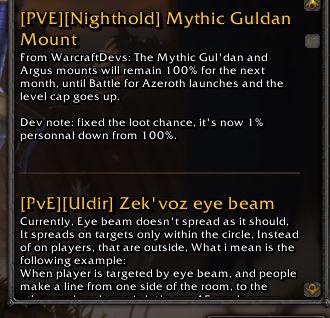 [PVE][Nighthold] Mythic Guldan
Mount
From WarcraftDevs: The Mythic Gul'dan and
Argus mounts will remain 100% for the next
month, until Battle for Azeroth launches and the
level cap goes up.
Dev note: fixed the loot chance, it's now 1%
personnal down from 100%.
[PvE][Uldir] Zek'voz eye beam
Currently, Eye beam doesn't spread as it should,
It spreads on targets only within the circle, Instead
of on players, that are outside, What i mean is the
following example:
When player is targeted by eye beam, and people
make a line from one side of the room, to the